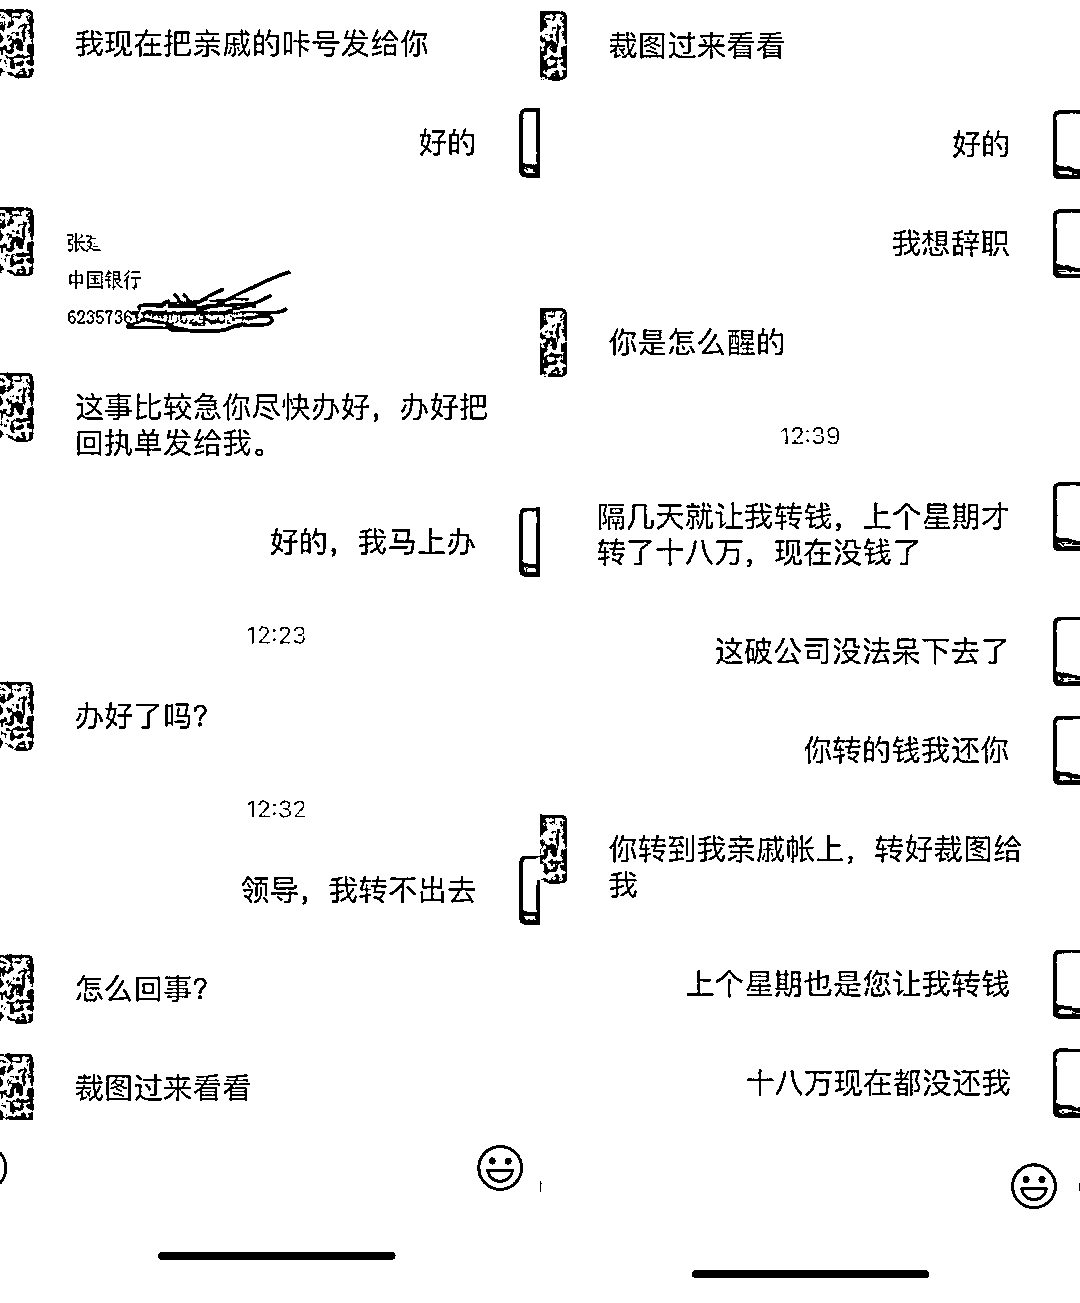 我现在把亲戚的咔号发给你
好的
张
中国银行
6235736
这事比较急你尽快办好，办好把
回执单发给我。
好的，我马上办
12:23
办好了吗?
12:32
领导，我转不出去
怎么回事?
裁图过来看看
裁图过来看看
好的
我想辞职
你是怎么醒的
12:39
隔几天就让我转钱，上个星期才
转了十八万，现在没钱了
这破公司没法呆下去了
你转的钱我还你
你转到我亲戚帐上，转好裁图给
我
上个星期也是您让我转钱
十八万现在都没还我